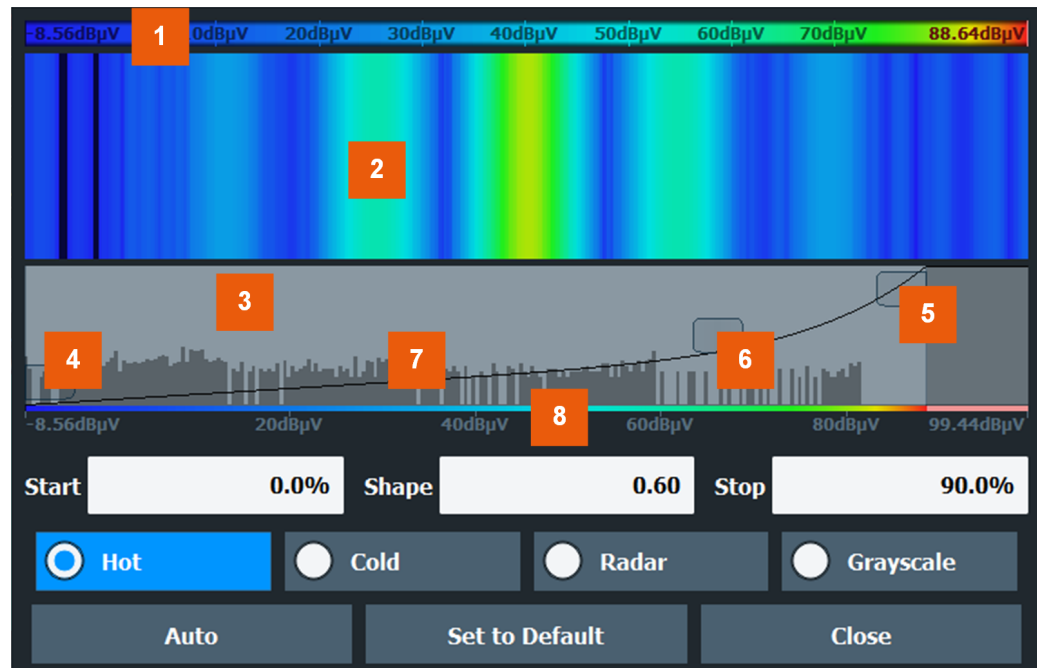 -8.56dBµV 1 0dBµV 20dBµV 30dBµV 40dBµV 50dBµV 60dBµV 70dBµV 88.64dBµV
2
3
4 7 6 5
8
-8.56dBµV 20dBµV 40dBµV 60dBµV 80dBµV 99.44dBµV
Start 0.0% Shape 0.60 Stop 90.0%
Hot Cold Radar Grayscale
Auto Set to Default Close